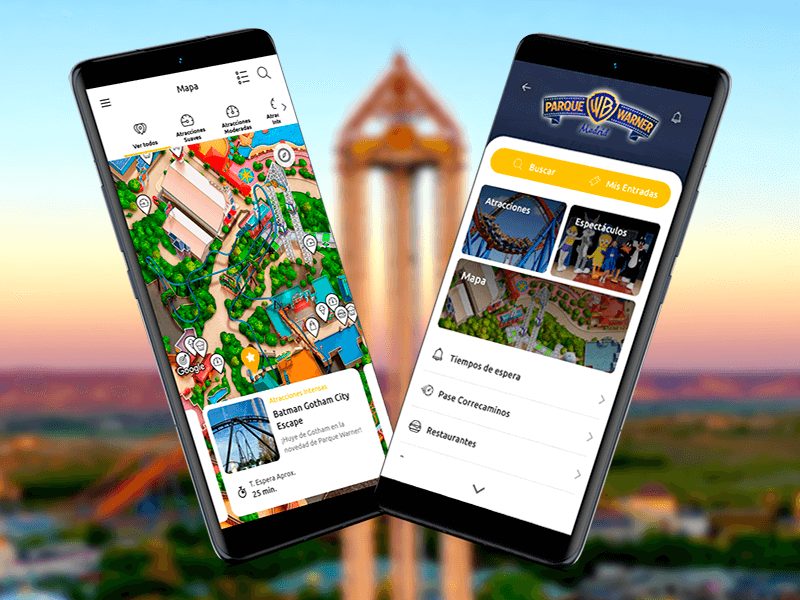 Mapa
Ver todos
Atracciones
Suaves
Atracciones
Moderadas
Atrac
Inte
Google
Atracciones intensas
Batman Gotham City
Escape
¡Huye de Gotham en la
novedad de Parque Warner!
T. Espera Aprox.
25 min.
PARQUE WB WARNER
Madrid
Buscar
Mis Entradas
Atracciones
Espectáculos
Mapa
Tiempos de espera
Pase Correcaminos
Restaurantes